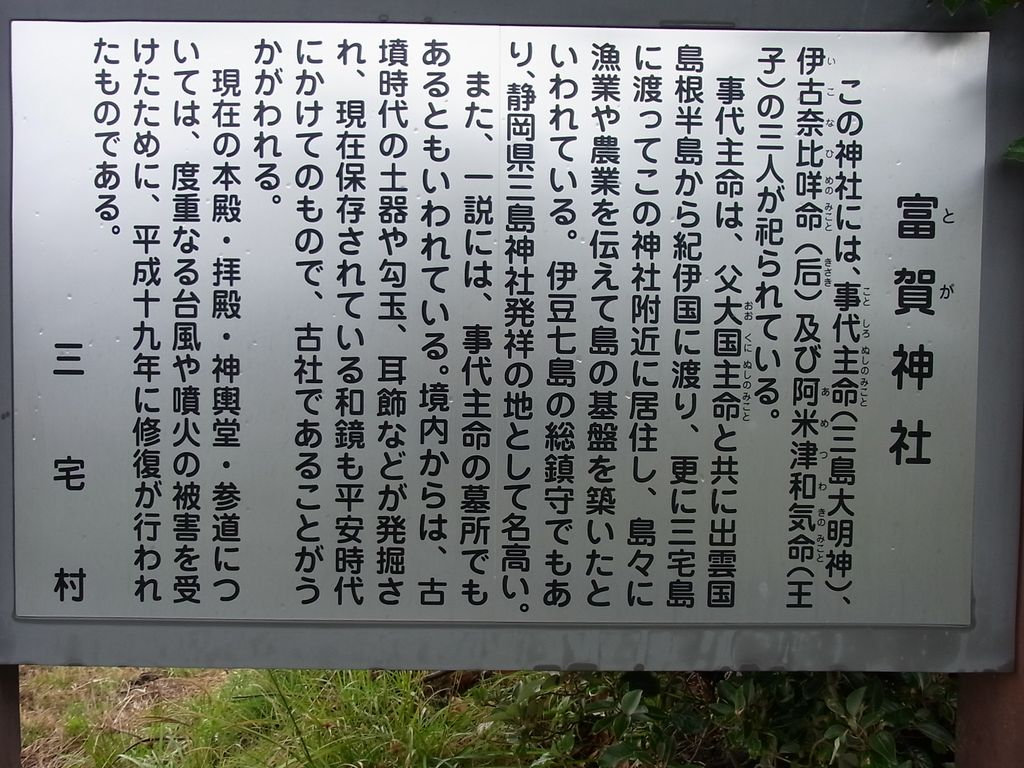 富賀神社
この神社には、事代主命(三島大明神)、
伊古奈比咩命(后)及び阿米津和気命(王
子)の三人が祀られている。
事代主命は、父大国主命と共に出雲国
島根半島から紀伊国に渡り、更に三宅島
に渡ってこの神社附近に居住し、島々に
漁業や農業を伝えて島の基盤を築いたと
いわれている。伊豆七島の総鎮守でもあ
り、静岡県三島神社発祥の地として名高い。
また、一説には、事代主命の墓所でも
あるともいわれている。境内からは、古
墳時代の土器や勾玉、耳飾などが発掘さ
れ、現在保存されている和鏡も平安時代
にかけてのもので、古社であることがう
かがわれる。
現在の本殿・拝殿・神輿堂・参道につ
いては、度重なる台風や噴火の被害を受
けたために、平成十九年に修復が行われ
たものである。
三宅村